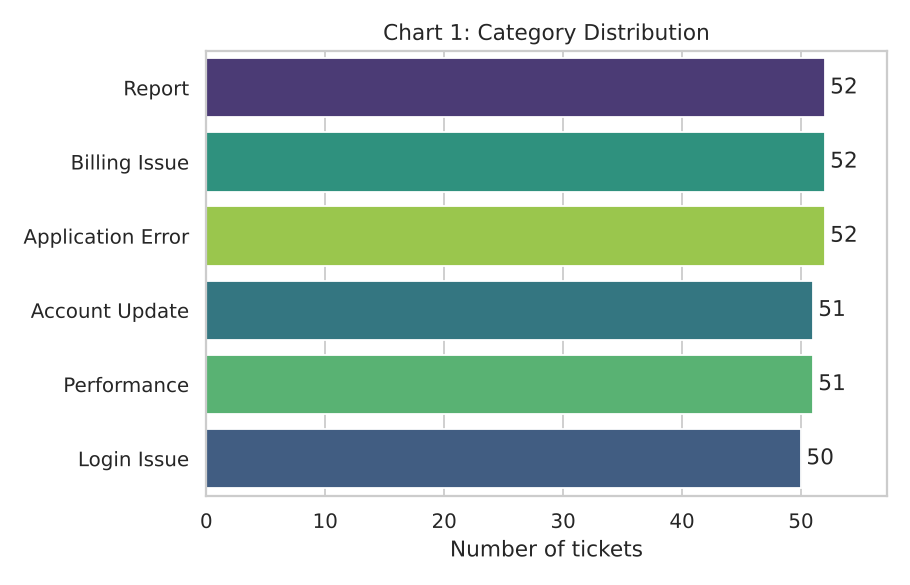 Chart 1: Category Distribution
Report 52
Billing Issue 52
Application Error 52
Account Update 51
Performance 51
Login Issue 50
0 10 20 30 40 50
Number of tickets